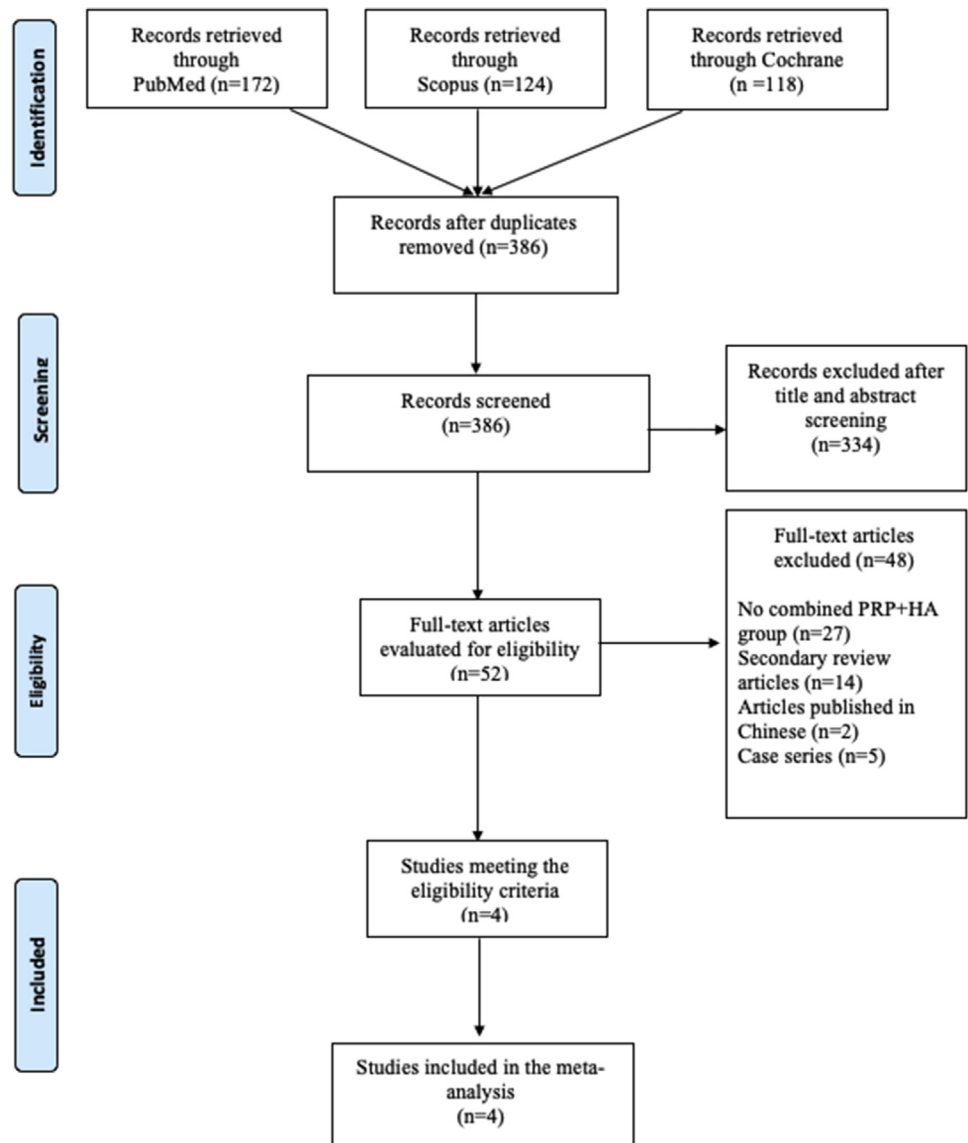 Identification
Records retrieved
through
PubMed (n=172)
Records retrieved
through
Scopus (n=124)
Records retrieved
through Cochrane
(n =118)
Records after duplicates
removed (n=386)
Screening
Records screened
(n=386)
Records excluded after
title and abstract
screening
(n=334)
Eligibility
Full-text articles
evaluated for eligibility
(n=52)
Full-text articles
excluded (n=48)
No combined PRP+HA
group (n=27)
Secondary review
articles (n=14)
Articles published in
Chinese (n=2)
Case series (n=5)
Included
Studies meeting the
eligibility criteria
(n=4)
Studies included in the meta-
analysis
(n=4)